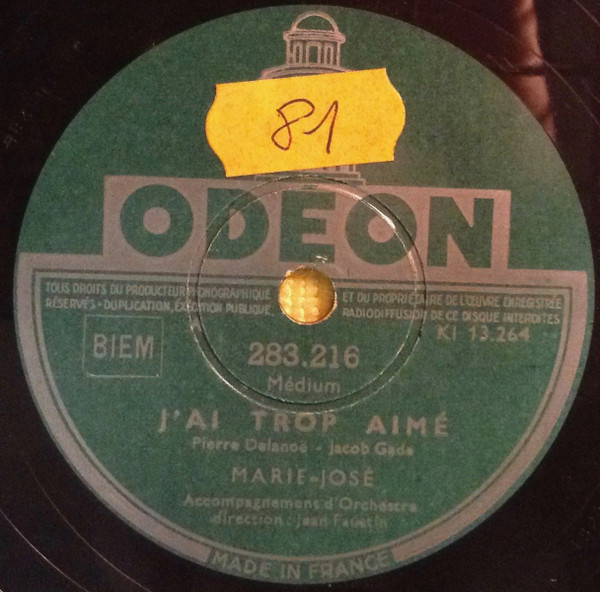 81
ODEON
TOUS DROITS DU PRODUCTEUR PHONOGRAPHIQUE ET DU PROPRIÉTAIRE DE L'ŒUVRE ENREGISTRÉE
RÉSERVÉS • DUPLICATION, EXÉCUTION PUBLIQUE, RADIODIFFUSION DE CE DISQUE INTERDITES
KI 13.264
BIEM
283.216
Médium
J'AI TROP AIMÉ
Pierre Delanoë - Jacob Gade
MARIE-JOSÉ
Accompagnement d'Orchestre
direction : Jean Faustin
MADE IN FRANCE